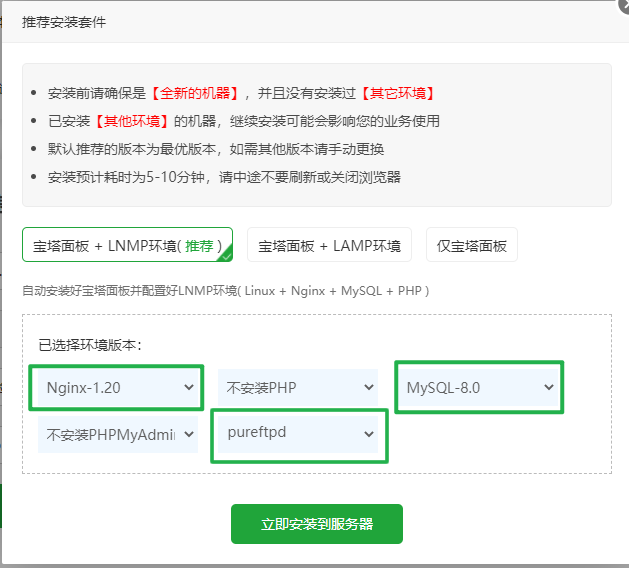 推荐安装套件
安装前请确保是【全新的机器】，并且没有安装过【其它环境】
已安装【其他环境】的机器，继续安装可能会影响您的业务使用
默认推荐的版本为最优版本，如需其他版本请手动更换
安装预计耗时为5-10分钟，请中途不要刷新或关闭浏览器
宝塔面板 + LNMP环境( 推荐 ) 宝塔面板 + LAMP环境 仅宝塔面板
自动安装好宝塔面板并配置好LNMP环境( Linux + Nginx + MySQL + PHP )
已选择环境版本：
Nginx-1.20 不安装PHP MySQL-8.0
不安装PHPMyAdmin pureftpd
立即安装到服务器